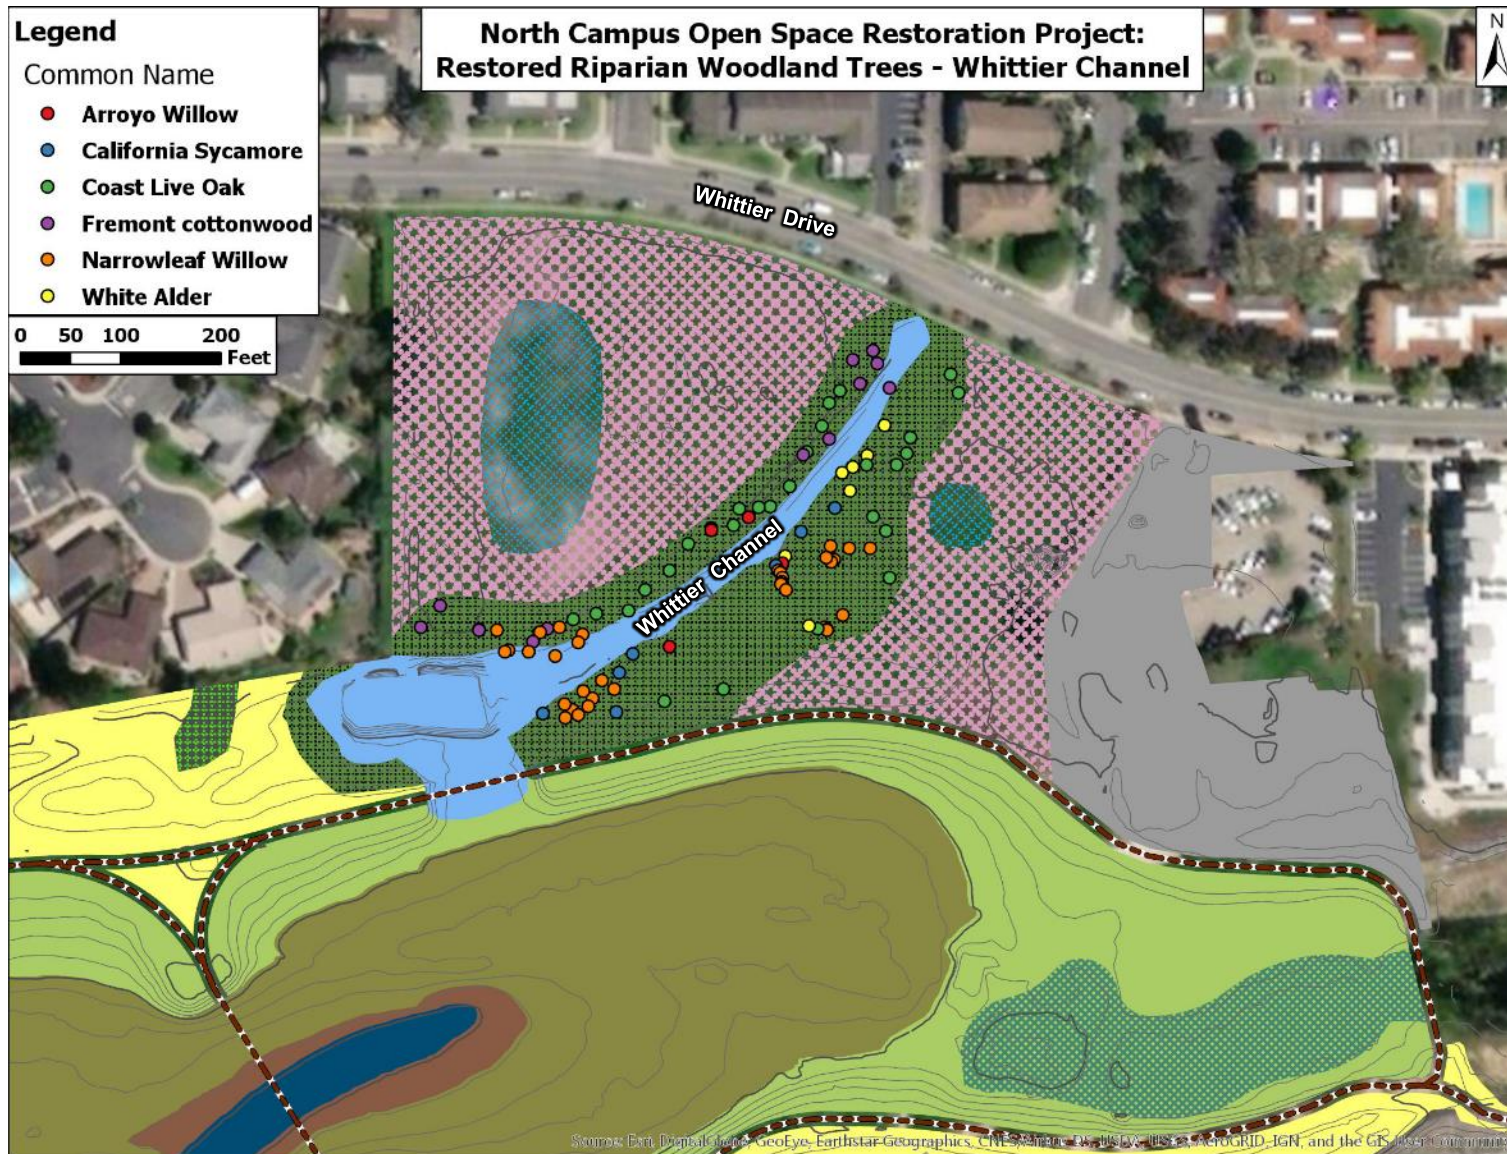 Legend
Common Name
Arroyo Willow
California Sycamore
Coast Live Oak
Fremont cottonwood
Narrowleaf Willow
White Alder
0 50 100 200
Feet
North Campus Open Space Restoration Project:
Restored Riparian Woodland Trees - Whittier Channel
N
Whittier Drive
Whittier Channel
Source: Esri, DigitalGlobe, GeoEye, Earthstar Geographics, CNES/Airbus DS, USDA, USGS, AeroGRID, IGN, and the GIS User Community